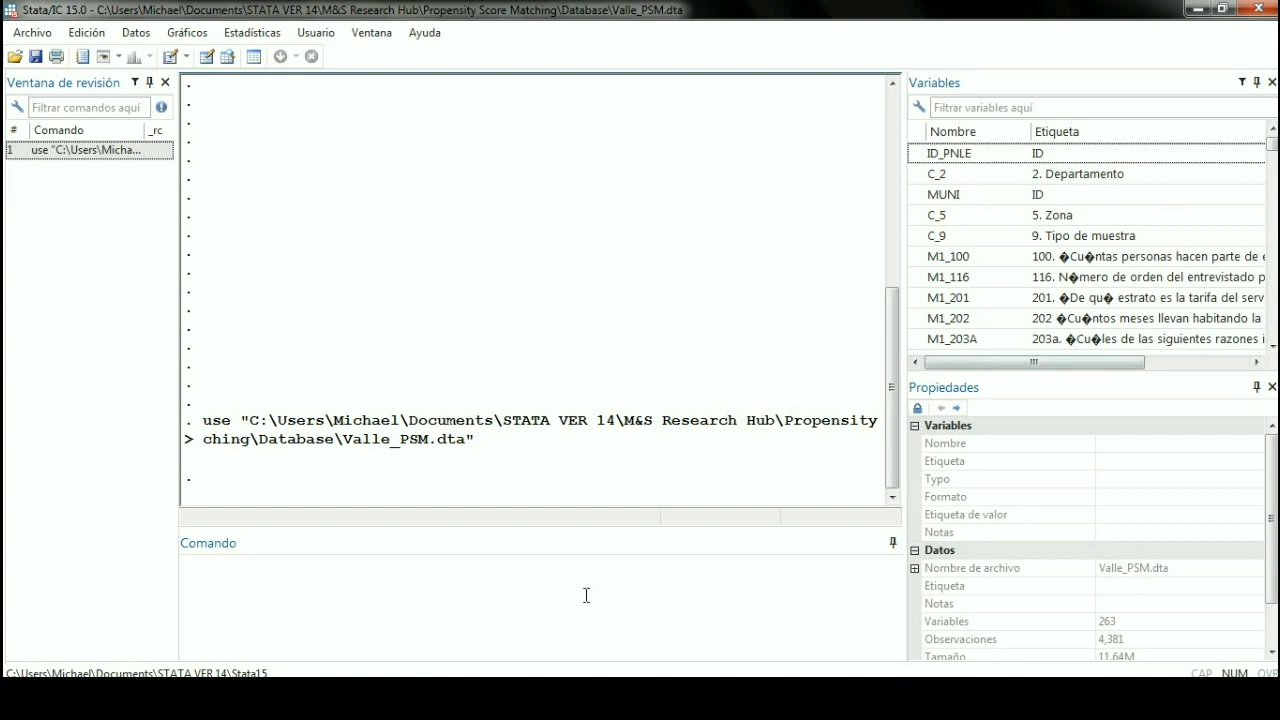 Stata/IC 15.0 - C:\Users\Michael\Documents\STATA VER 14\M&S Research Hub\Propensity Score Matching\Database\Valle_PSM.dta
Archivo Edición Datos Gráficos Estadísticas Usuario Ventana Ayuda
Ventana de revisión
Filtrar comandos aquí
# Comando _rc
1 use "C:\Users\Micha...
. use "C:\Users\Michael\Documents\STATA VER 14\M&S Research Hub\Propensity
> ching\Database\Valle_PSM.dta"
.
Comando
Variables
Filtrar variables aquí
Nombre Etiqueta
ID_PNLE ID
C_2 2. Departamento
MUNI ID
C_5 5. Zona
C_9 9. Tipo de muestra
M1_100 100. �Cu�ntas personas hacen parte de e
M1_116 116. N�mero de orden del entrevistado p
M1_201 201. �De qu� estrato es la tarifa del serv
M1_202 202 �Cu�ntos meses llevan habitando la
M1_203A 203a. �Cu�les de las siguientes razones i
Propiedades
Variables
Nombre
Etiqueta
Typo
Formato
Etiqueta de valor
Notas
Datos
Nombre de archivo Valle_PSM.dta
Etiqueta
Notas
Variables 263
Observaciones 4,381
Tamaño 11.64M
C:\Users\Michael\Documents\STATA VER 14\Stata15
CAP NUM OVR